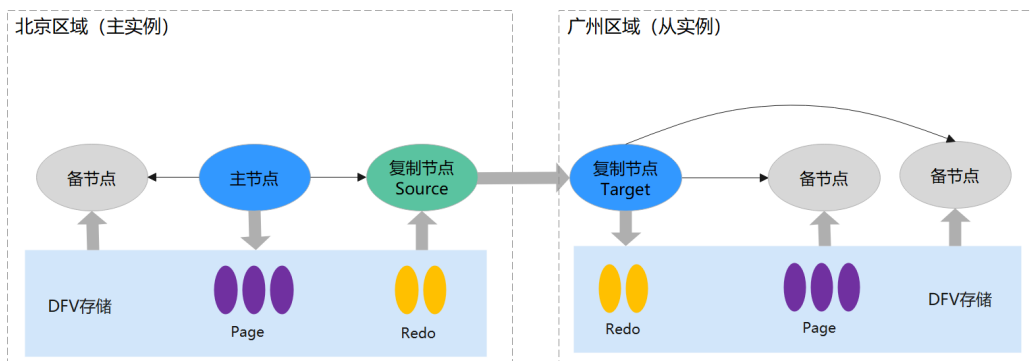 北京区域（主实例）
广州区域（从实例）
备节点
主节点
复制节点
Source
复制节点
Target
备节点
备节点
DFV存储
Page
Redo
Redo
Page
DFV存储